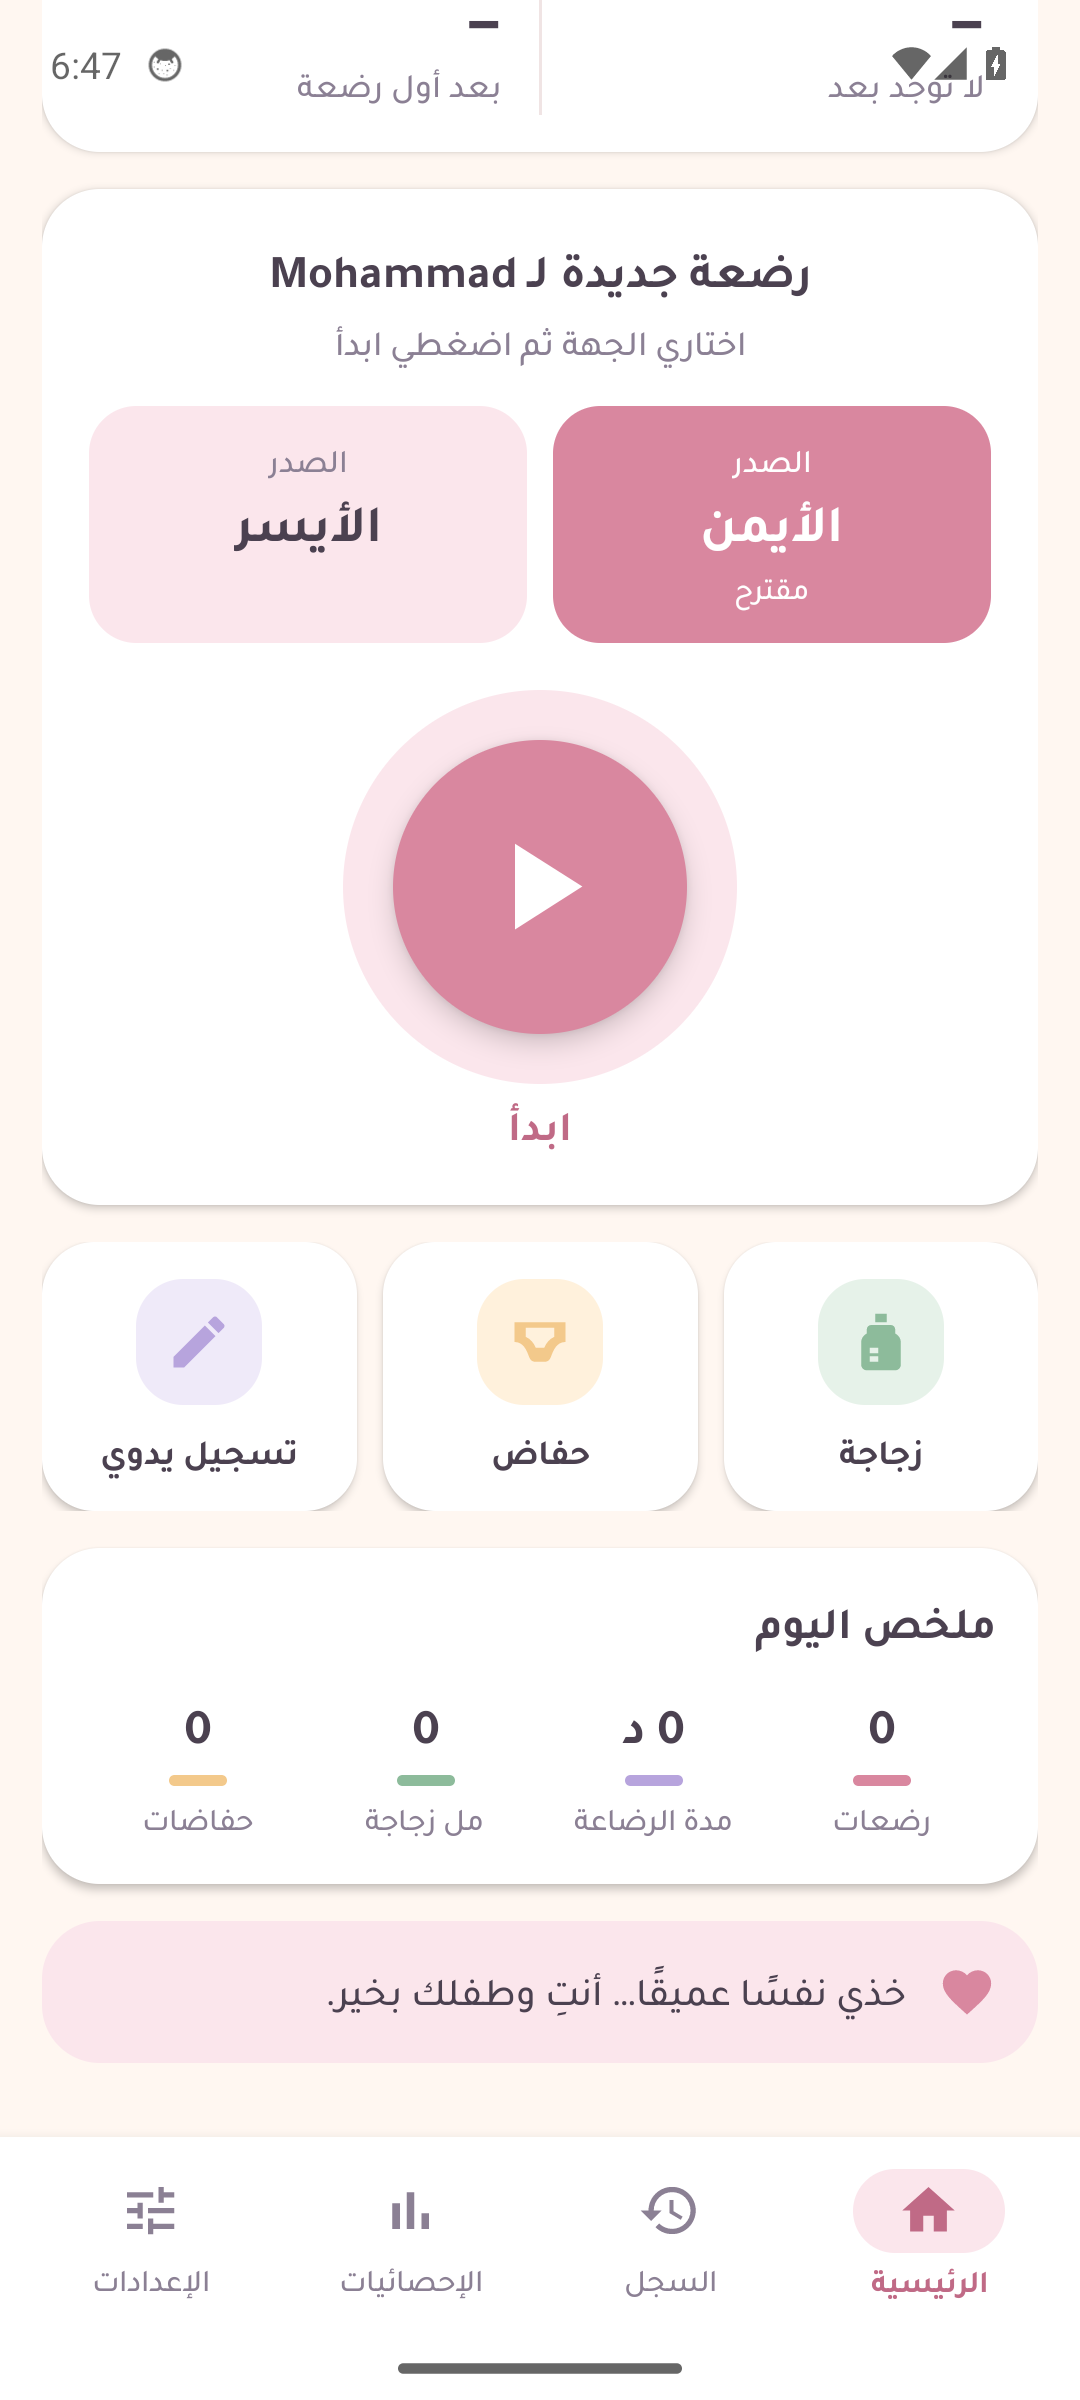 6:47
–
–
لا توجد بعد
بعد أول رضعة
رضعة جديدة لـ Mohammad
اختاري الجهة ثم اضغطي ابدأ
الصدر
الأيمن
مقترح
الصدر
الأيسر
ابدأ
زجاجة
حفاض
تسجيل يدوي
ملخص اليوم
0
رضعات
0 د
مدة الرضاعة
0
مل زجاجة
0
حفاضات
خذي نفسًا عميقًا... أنتِ وطفلك بخير.
الرئيسية
السجل
الإحصائيات
الإعدادات